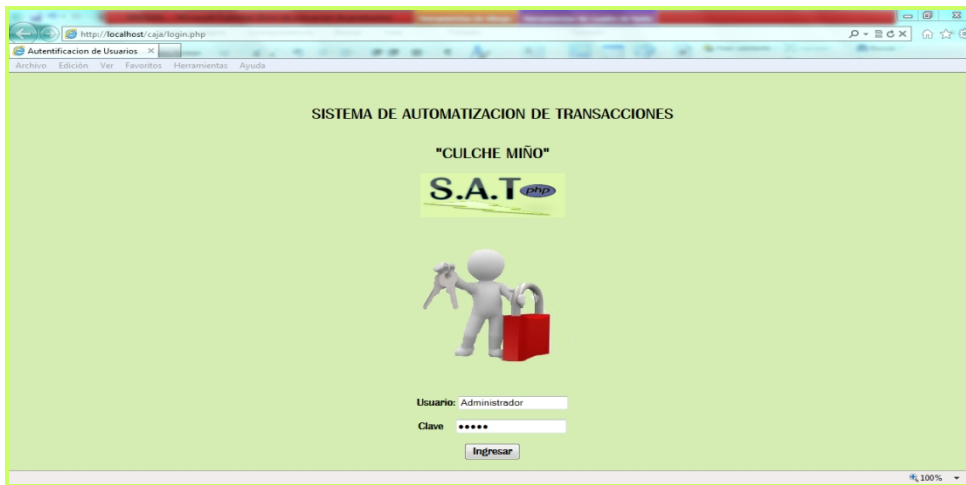 http://localhost/caja/login.php
Autentificacion de Usuarios
Archivo Edición Ver Favoritos Herramientas Ayuda
SISTEMA DE AUTOMATIZACION DE TRANSACCIONES
"CULCHE MIÑO"
S.A.T php
Usuario: Administrador
Clave •••••
Ingresar
100%